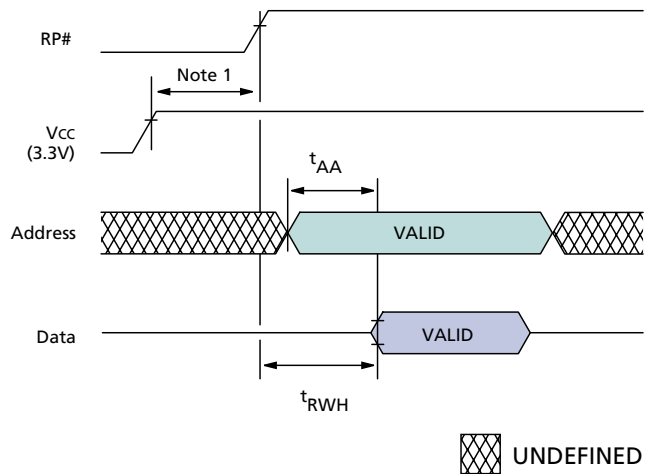 RP#
Note 1
VCC
(3.3V)
tAA
Address
VALID
Data
VALID
tRWH
UNDEFINED